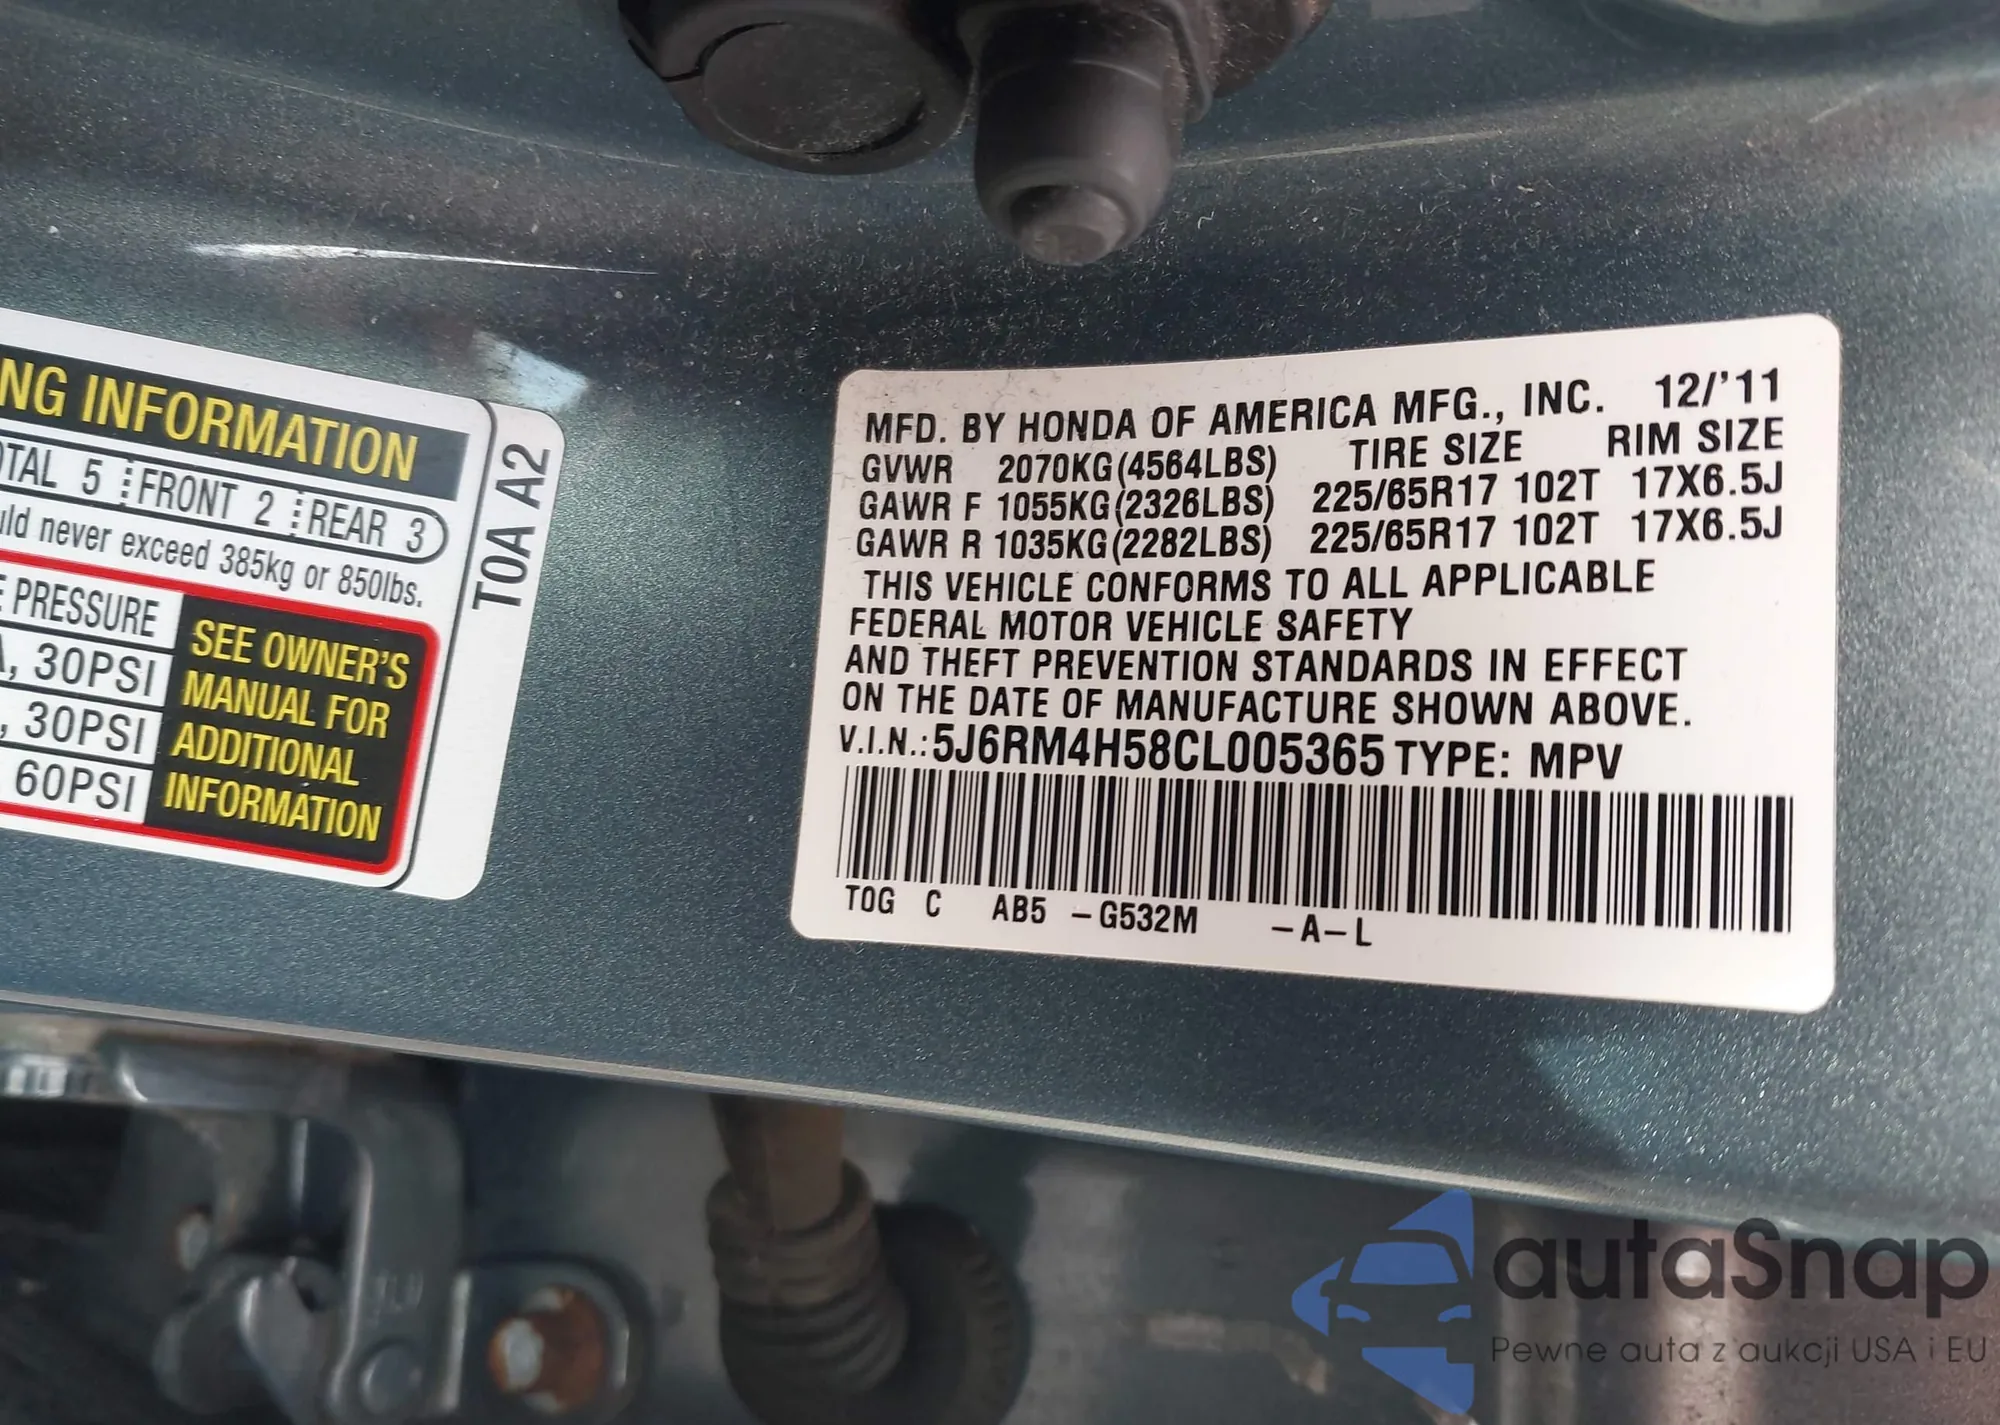 NG INFORMATION
OTAL 5 FRONT 2 REAR 3
uld never exceed 385kg or 850lbs.
E PRESSURE
A, 30PSI
, 30PSI
60PSI
SEE OWNER'S
MANUAL FOR
ADDITIONAL
INFORMATION
T0A A2
MFD. BY HONDA OF AMERICA MFG., INC. 12/'11
GVWR 2070KG(4564LBS) TIRE SIZE RIM SIZE
GAWR F 1055KG(2326LBS) 225/65R17 102T 17X6.5J
GAWR R 1035KG(2282LBS) 225/65R17 102T 17X6.5J
THIS VEHICLE CONFORMS TO ALL APPLICABLE
FEDERAL MOTOR VEHICLE SAFETY
AND THEFT PREVENTION STANDARDS IN EFFECT
ON THE DATE OF MANUFACTURE SHOWN ABOVE.
V.I.N.:5J6RM4H58CL005365 TYPE: MPV
T0G C AB5 -G532M -A-L
autaSnap
Pewne auta z aukcji USA i EU